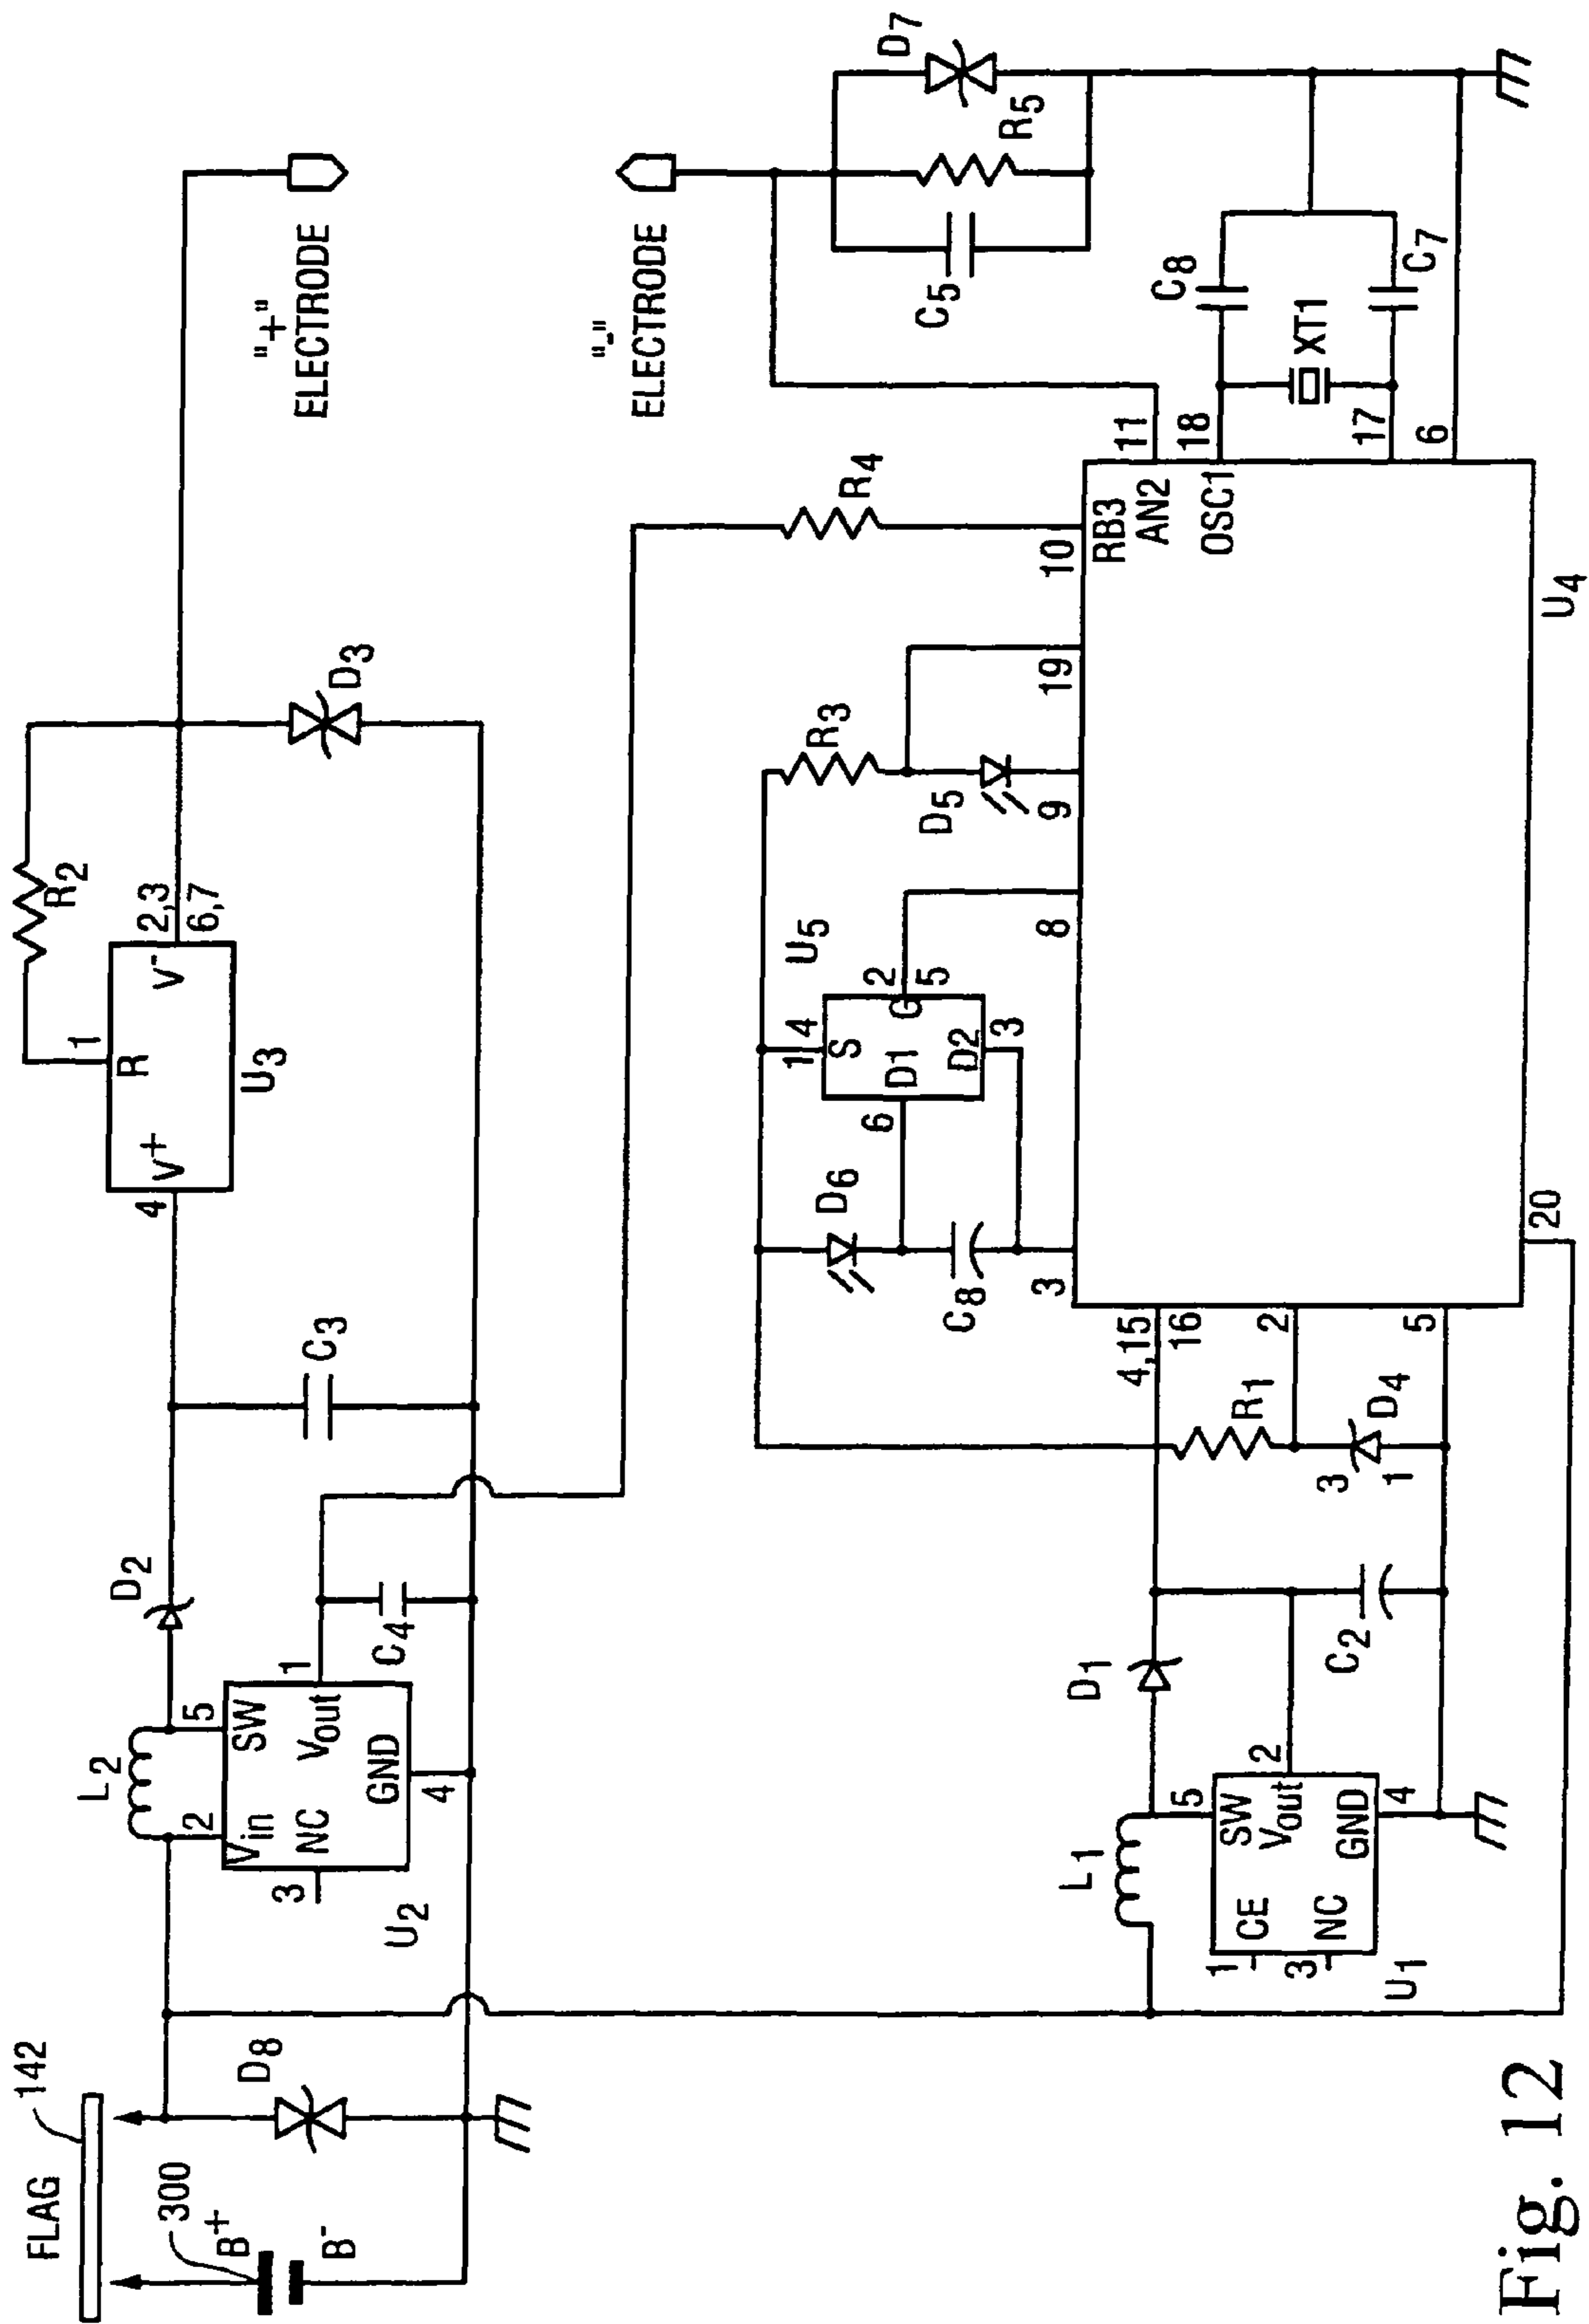 FLAG
142
300
B+
B-
D8
L2
2
5
Vin
SW
NC
Vout
GND
3
1
4
U2
D2
C4
C3
4
V+
R
V-
1
2,3
6,7
U3
R2
D3
"+"
ELECTRODE
"-"
ELECTRODE
D7
R5
C5
L1
5
SW
Vout
2
CE
1
NC
3
GND
4
U1
D1
C2
R1
D4
3
1
4,15
16
2
5
3
20
D6
C8
6
1
4
S
D1
G
D2
2
5
3
U5
8
R3
D5
9
19
R4
10
RB3
AN2
OSC1
11
18
17
6
U4
C8
XT1
C7
Fig. 12